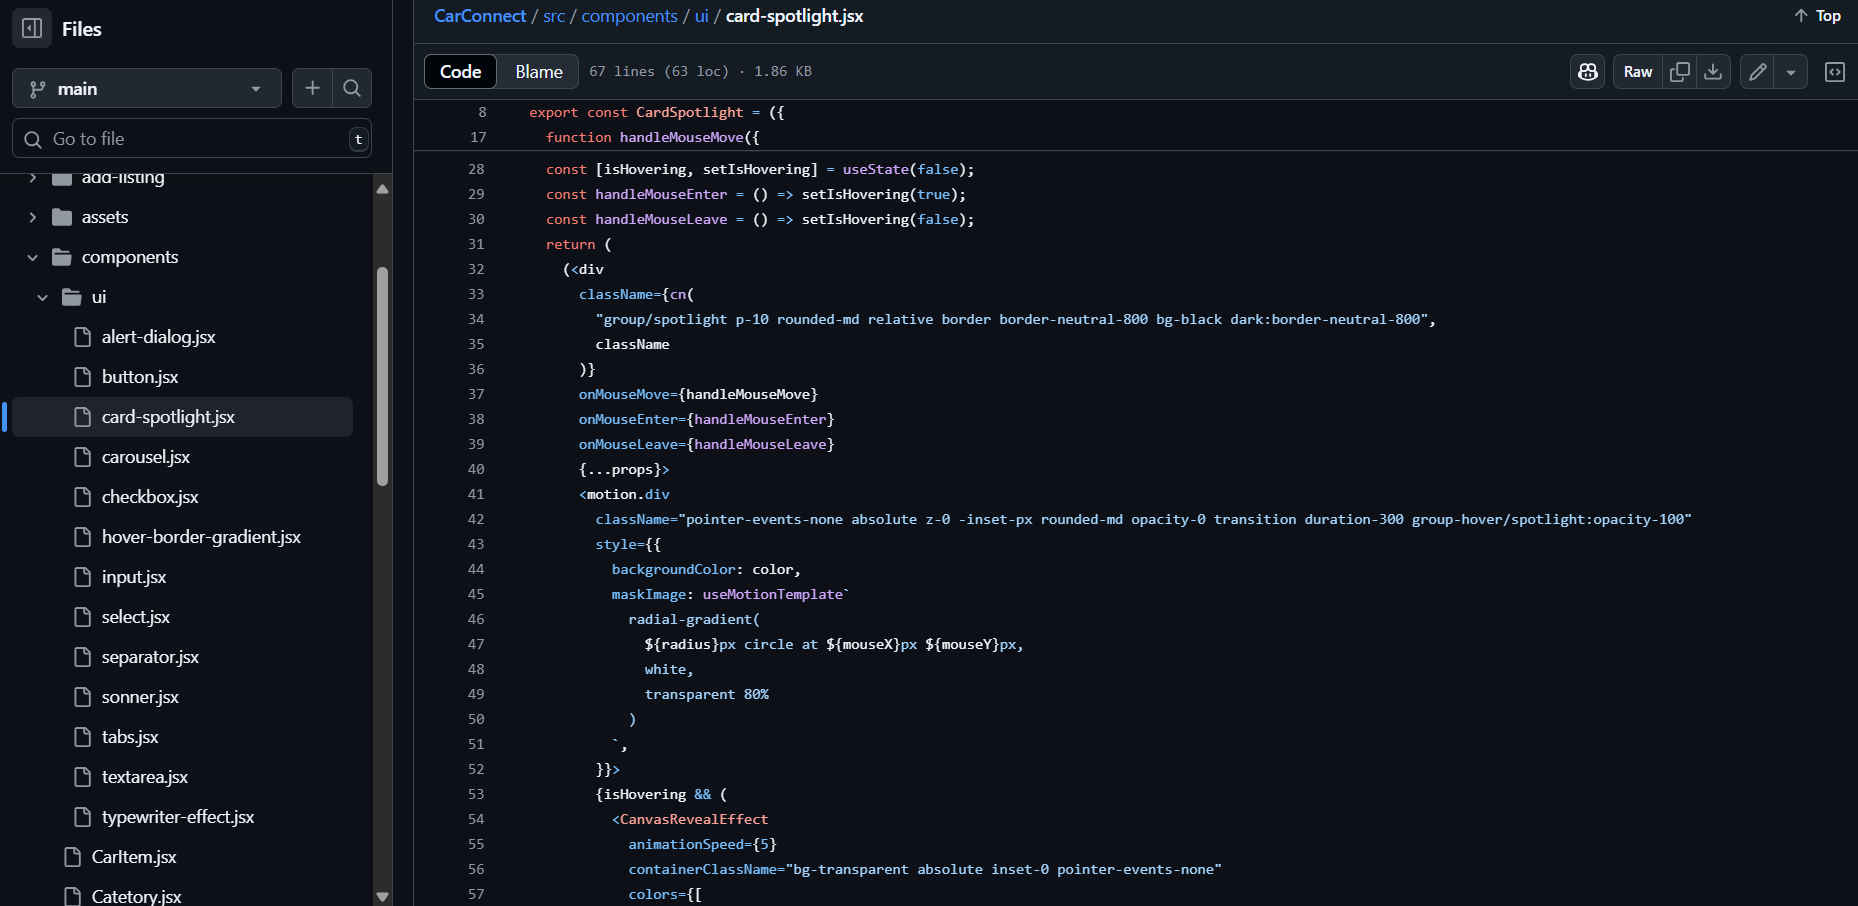 Files
main
Go to file
t
add-listing
assets
components
ui
alert-dialog.jsx
button.jsx
card-spotlight.jsx
carousel.jsx
checkbox.jsx
hover-border-gradient.jsx
input.jsx
select.jsx
separator.jsx
sonner.jsx
tabs.jsx
textarea.jsx
typewriter-effect.jsx
CarItem.jsx
Catetory.jsx
CarConnect / src / components / ui / card-spotlight.jsx
Top
Code Blame 67 lines (63 loc) · 1.86 KB Raw
8 export const CardSpotlight = ({
17 function handleMouseMove({
28 const [isHovering, setIsHovering] = useState(false);
29 const handleMouseEnter = () => setIsHovering(true);
30 const handleMouseLeave = () => setIsHovering(false);
31 return (
32 (<div
33 className={cn(
34 "group/spotlight p-10 rounded-md relative border border-neutral-800 bg-black dark:border-neutral-800",
35 className
36 )}
37 onMouseMove={handleMouseMove}
38 onMouseEnter={handleMouseEnter}
39 onMouseLeave={handleMouseLeave}
40 {...props}>
41 <motion.div
42 className="pointer-events-none absolute z-0 -inset-px rounded-md opacity-0 transition duration-300 group-hover/spotlight:opacity-100"
43 style={{
44 backgroundColor: color,
45 maskImage: useMotionTemplate`
46 radial-gradient(
47 ${radius}px circle at ${mouseX}px ${mouseY}px,
48 white,
49 transparent 80%
50 )
51 `,
52 }}>
53 {isHovering && (
54 <CanvasRevealEffect
55 animationSpeed={5}
56 containerClassName="bg-transparent absolute inset-0 pointer-events-none"
57 colors={[